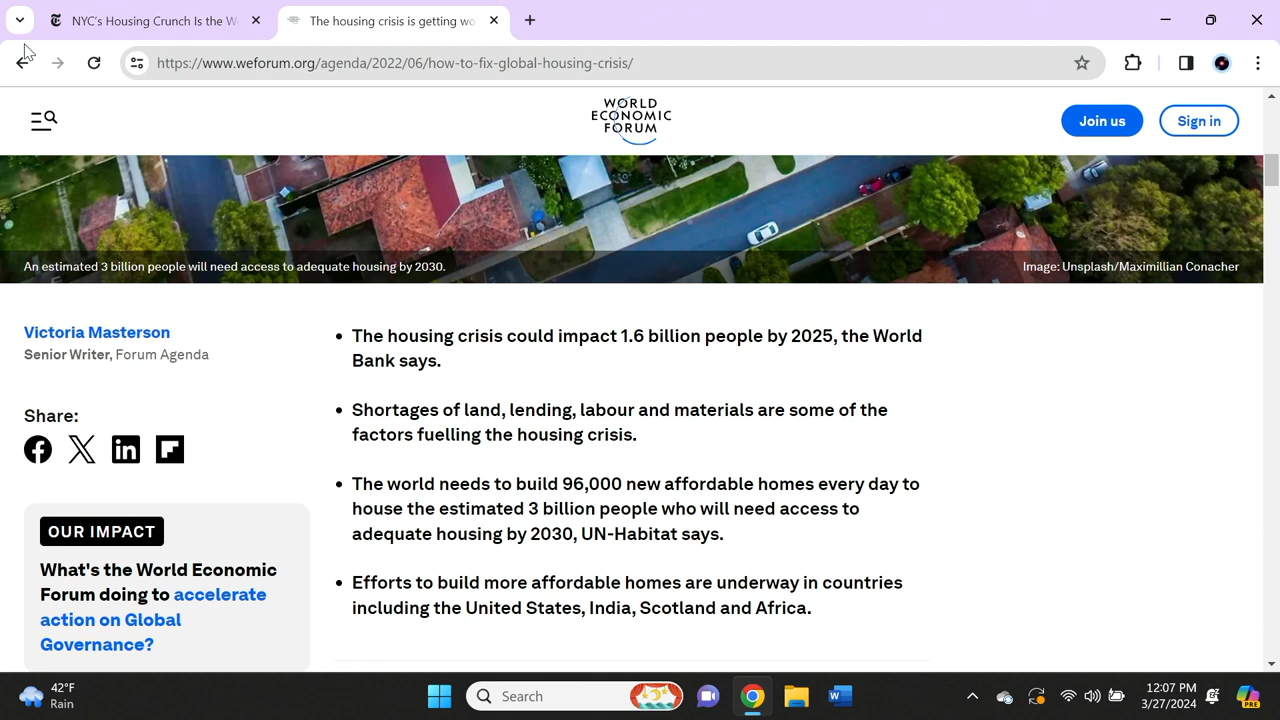 NYC's Housing Crunch Is the W
The housing crisis is getting wo
https://www.weforum.org/agenda/2022/06/how-to-fix-global-housing-crisis/
WORLD
ECONOMIC
FORUM
Join us
Sign in
An estimated 3 billion people will need access to adequate housing by 2030.
Image: Unsplash/Maximillian Conacher
Victoria Masterson
Senior Writer, Forum Agenda
Share:
OUR IMPACT
What's the World Economic
Forum doing to accelerate
action on Global
Governance?
• The housing crisis could impact 1.6 billion people by 2025, the World
Bank says.
• Shortages of land, lending, labour and materials are some of the
factors fuelling the housing crisis.
• The world needs to build 96,000 new affordable homes every day to
house the estimated 3 billion people who will need access to
adequate housing by 2030, UN-Habitat says.
• Efforts to build more affordable homes are underway in countries
including the United States, India, Scotland and Africa.
42°F
Rain
Search
12:07 PM
3/27/2024
PRE